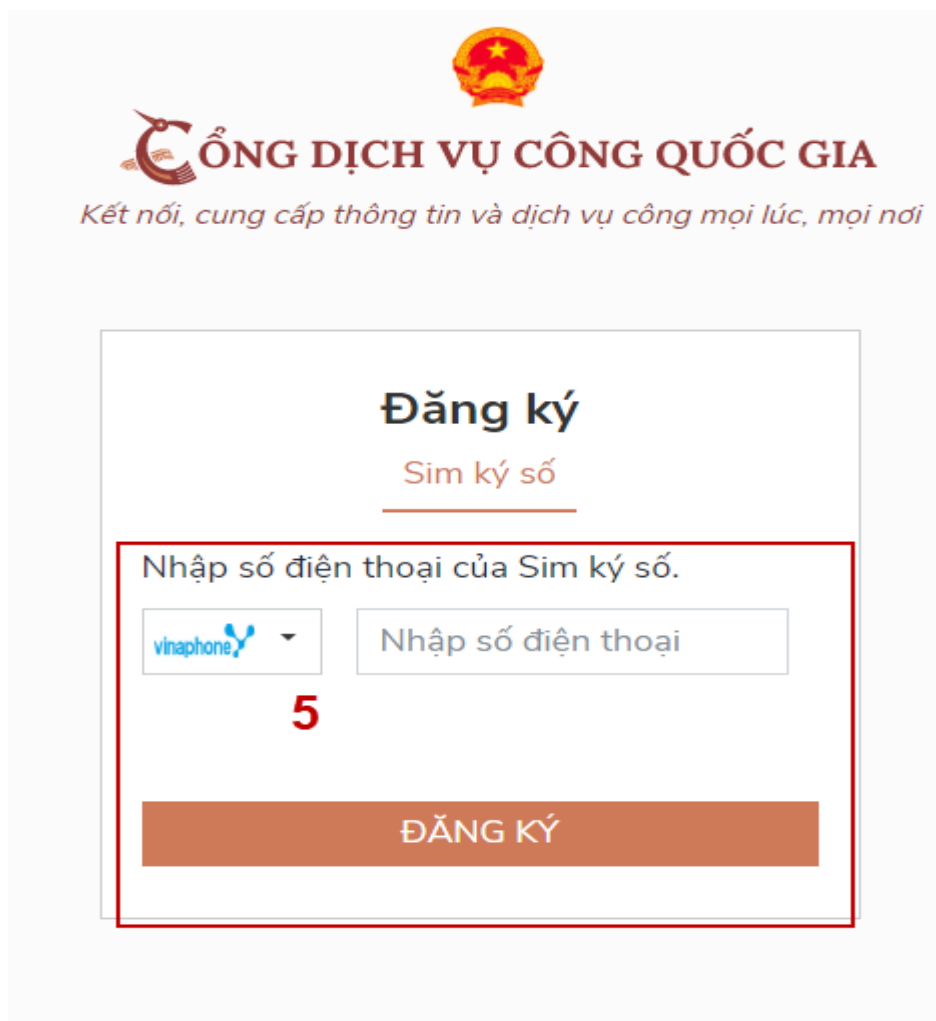 CỔNG DỊCH VỤ CÔNG QUỐC GIA
Kết nối, cung cấp thông tin và dịch vụ công mọi lúc, mọi nơi
Đăng ký
Sim ký số
Nhập số điện thoại của Sim ký số.
vinaphone Nhập số điện thoại
5
ĐĂNG KÝ